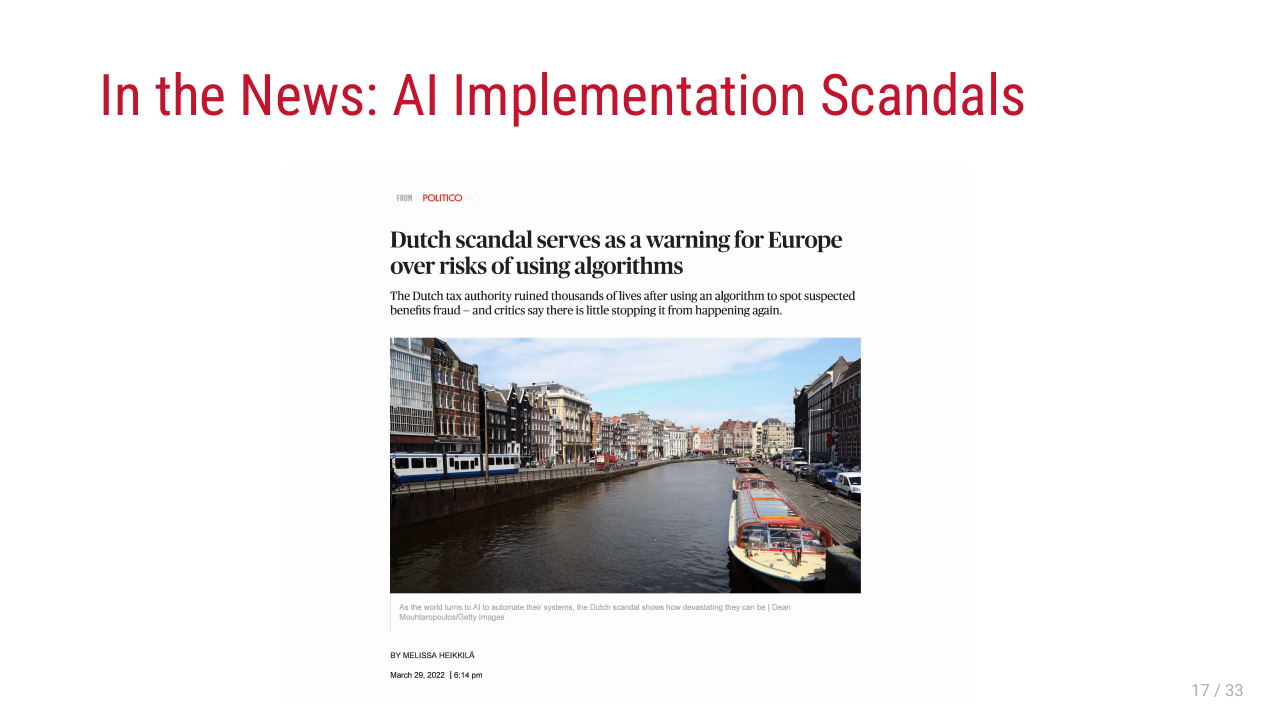 In the News: AI Implementation Scandals
FROM POLITICO PRO
Dutch scandal serves as a warning for Europe
over risks of using algorithms
The Dutch tax authority ruined thousands of lives after using an algorithm to spot suspected
benefits fraud – and critics say there is little stopping it from happening again.
As the world turns to AI to automate their systems, the Dutch scandal shows how devastating they can be | Dean
Mouhtaropoulos/Getty Images
BY MELISSA HEIKKILÄ
March 29, 2022 | 6:14 pm
17 / 33